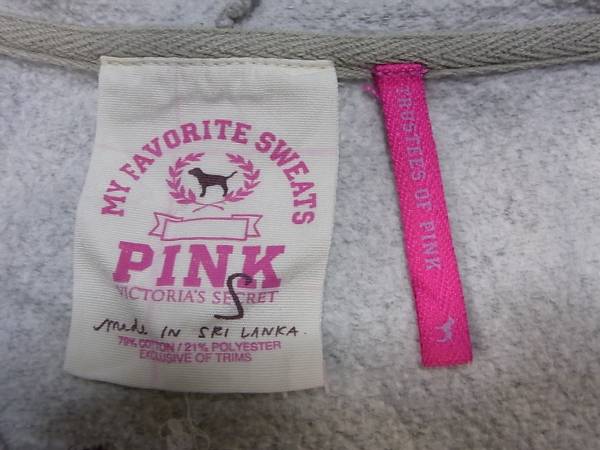 MY FAVORITE SWEATS
PINK
VICTORIA'S SECRET
S
made IN SRI LANKA.
79% COTTON / 21% POLYESTER
EXCLUSIVE OF TRIMS
TRUSTEES OF PINK